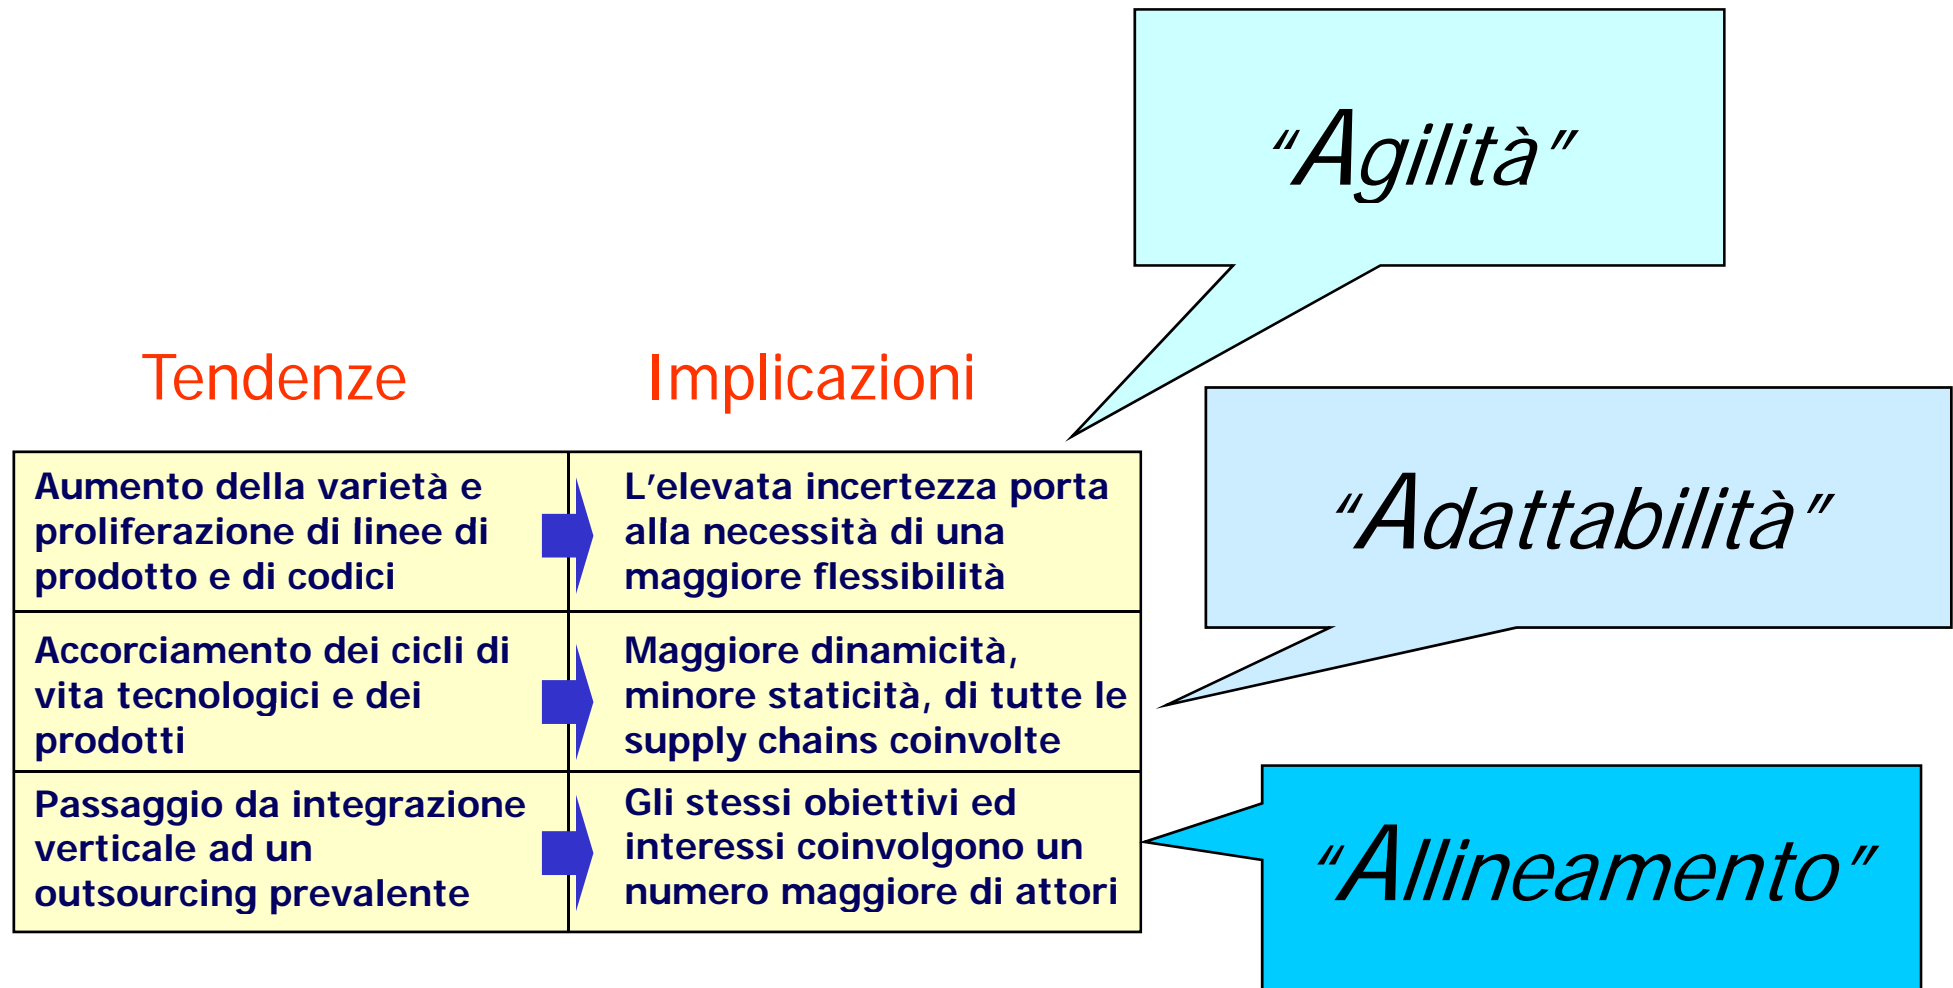 “Agilità”
Tendenze
Implicazioni
Aumento della varietà e
proliferazione di linee di
prodotto e di codici
L’elevata incertezza porta
alla necessità di una
maggiore flessibilità
“Adattabilità”
Accorciamento dei cicli di
vita tecnologici e dei
prodotti
Maggiore dinamicità,
minore staticità, di tutte le
supply chains coinvolte
Passaggio da integrazione
verticale ad un
outsourcing prevalente
Gli stessi obiettivi ed
interessi coinvolgono un
numero maggiore di attori
“Allineamento”